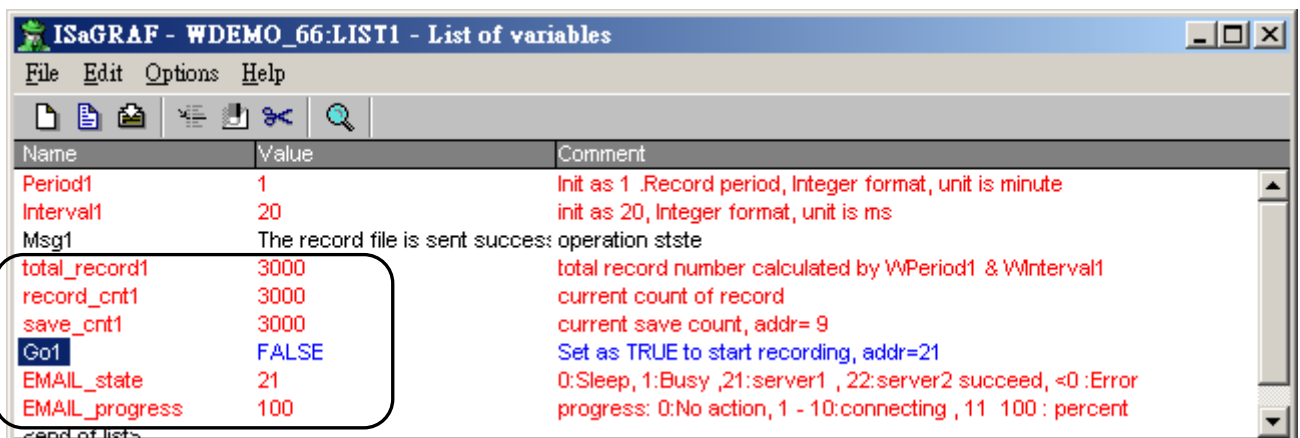 ISaGRAF - WDEMO_66:LIST1 - List of variables
File Edit Options Help
Name Value Comment
Period1 1 Init as 1 .Record period, Integer format, unit is minute
Interval1 20 init as 20, Integer format, unit is ms
Msg1 The record file is sent success operation stste
total_record1 3000 total record number calculated by WPeriod1 & WInterval1
record_cnt1 3000 current count of record
save_cnt1 3000 current save count, addr= 9
Go1 FALSE Set as TRUE to start recording, addr=21
EMAIL_state 21 0:Sleep, 1:Busy ,21:server1 , 22:server2 succeed, <0 :Error
EMAIL_progress 100 progress: 0:No action, 1 - 10:connecting , 11 100 : percent
<end of list>